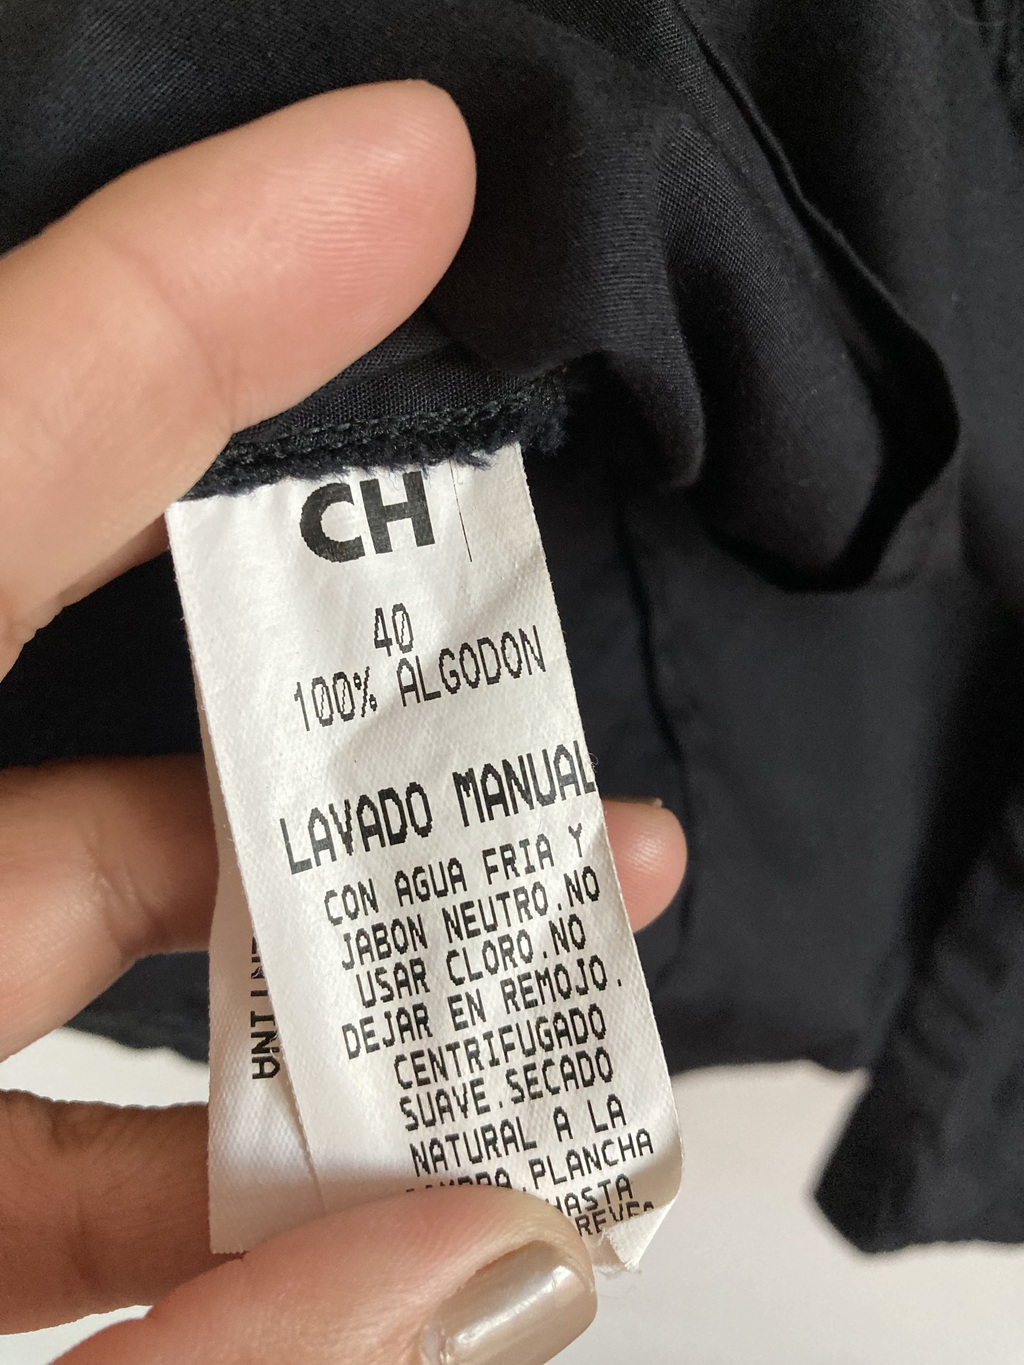 CH
40
100% ALGODON
LAVADO MANUAL
CON AGUA FRIA Y
JABON NEUTRO.NO
USAR CLORO.NO
DEJAR EN REMOJO.
CENTRIFUGADO
SUAVE.SECADO
NATURAL A LA
PLANCHA
HASTA